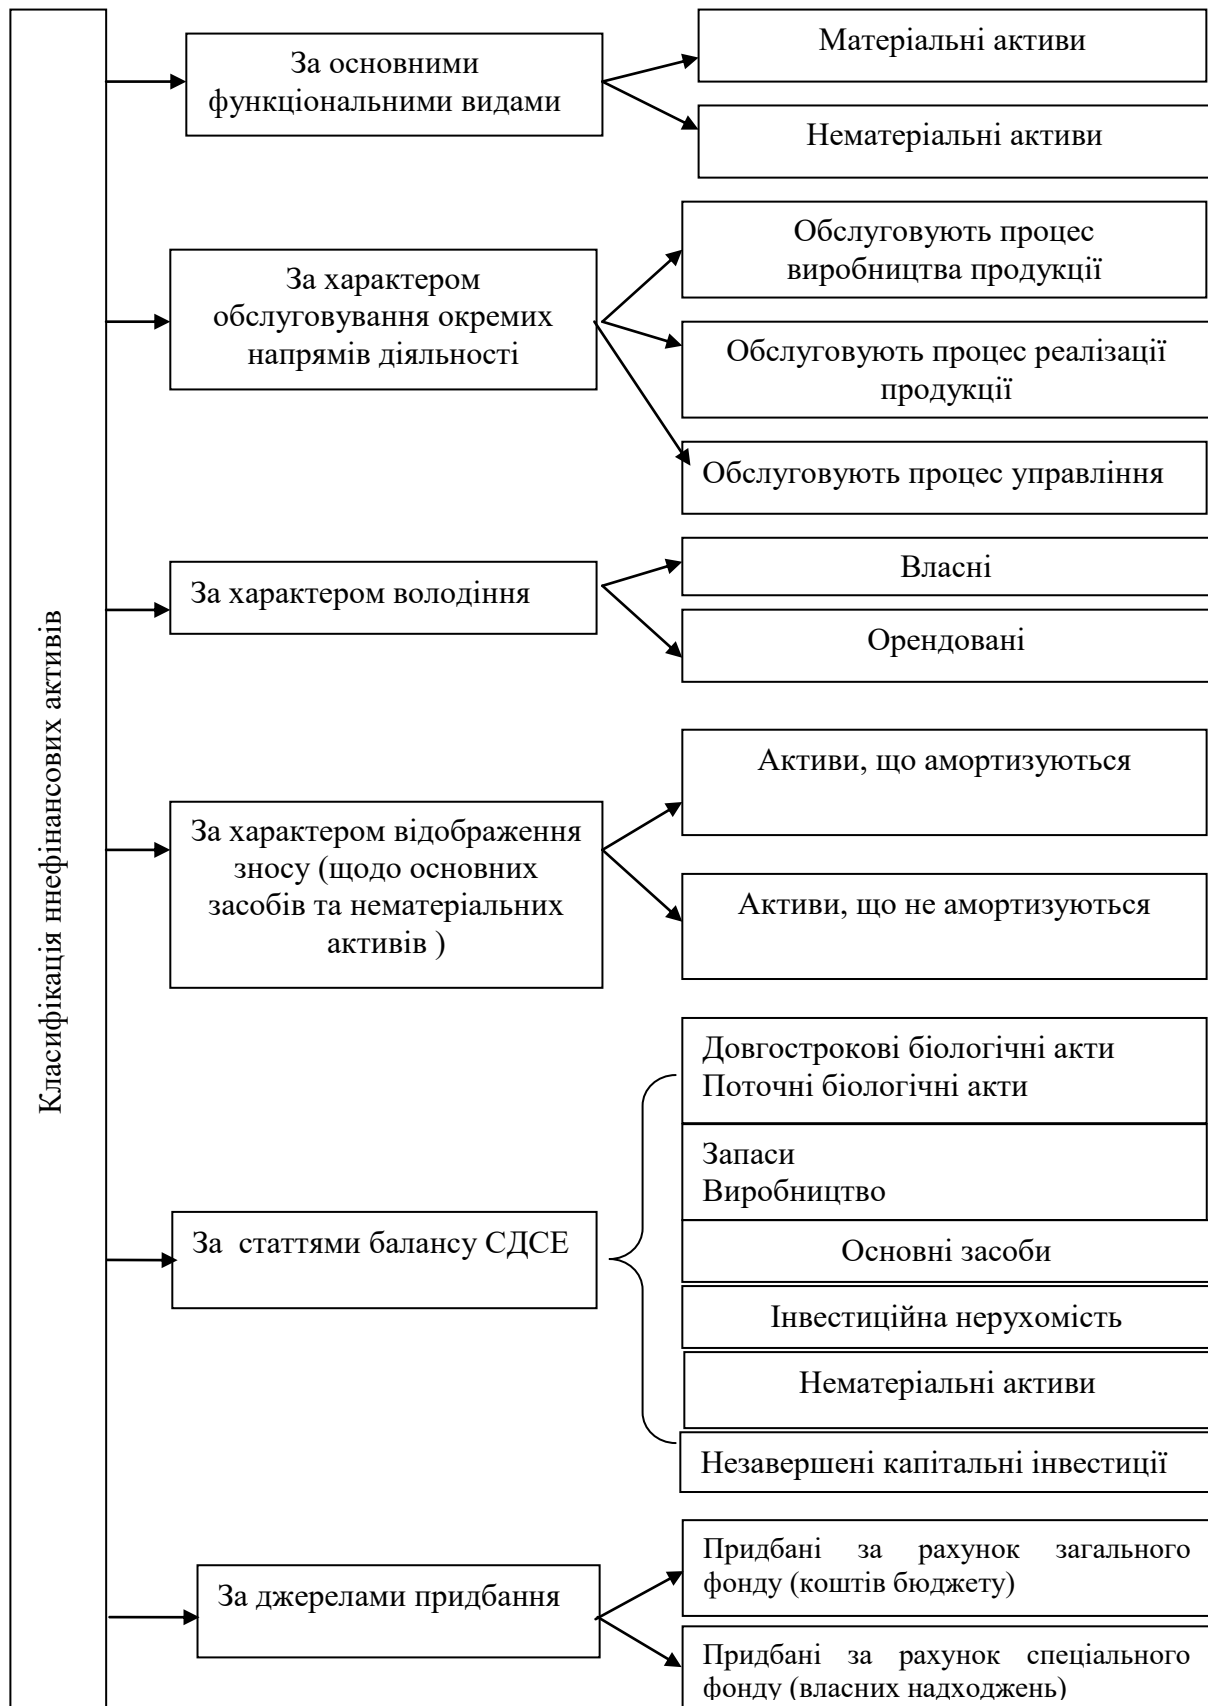 Класифікація ннефінансових активів
За основними
функціональними видами
Матеріальні активи
Нематеріальні активи
За характером
обслуговування окремих
напрямів діяльності
Обслуговують процес
виробництва продукції
Обслуговують процес реалізації
продукції
Обслуговують процес управління
За характером володіння
Власні
Орендовані
За характером відображення
зносу (щодо основних
засобів та нематеріальних
активів )
Активи, що амортизуються
Активи, що не амортизуються
За статтями балансу СДСЕ
Довгострокові біологічні акти
Поточні біологічні акти
Запаси
Виробництво
Основні засоби
Інвестиційна нерухомість
Нематеріальні активи
Незавершені капітальні інвестиції
За джерелами придбання
Придбані за рахунок загального
фонду (коштів бюджету)
Придбані за рахунок спеціального
фонду (власних надходжень)